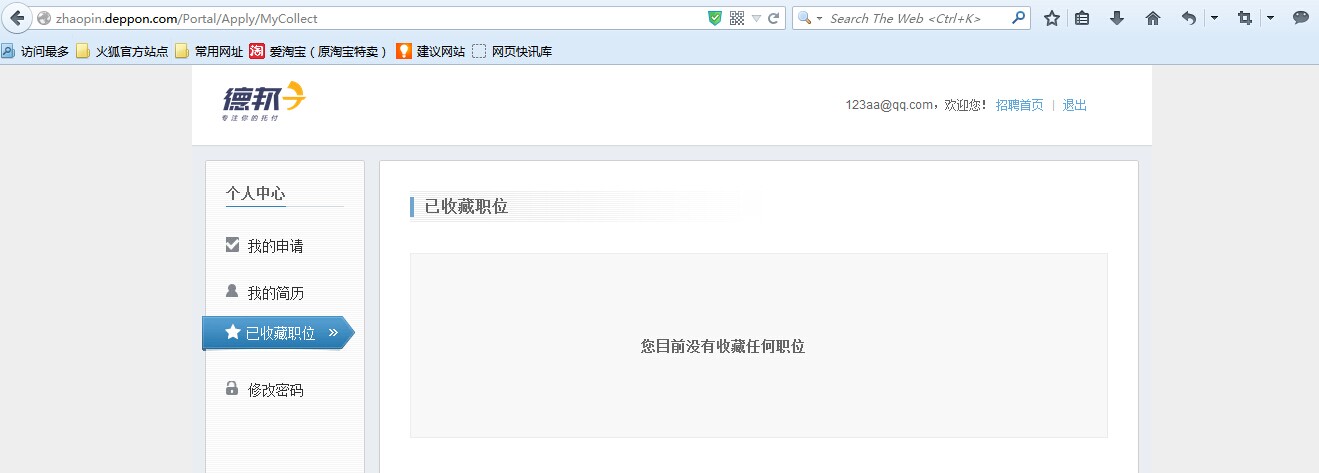 zhaopin.deppon.com/Portal/Apply/MyCollect
Search The Web <Ctrl+K>
访问最多 火狐官方站点 常用网址 淘 爱淘宝（原淘宝特卖） 建议网站 网页快讯库
德邦
专注你的托付
123aa@qq.com，欢迎您！ 招聘首页 | 退出
个人中心
我的申请
我的简历
已收藏职位 »
修改密码
已收藏职位
您目前没有收藏任何职位